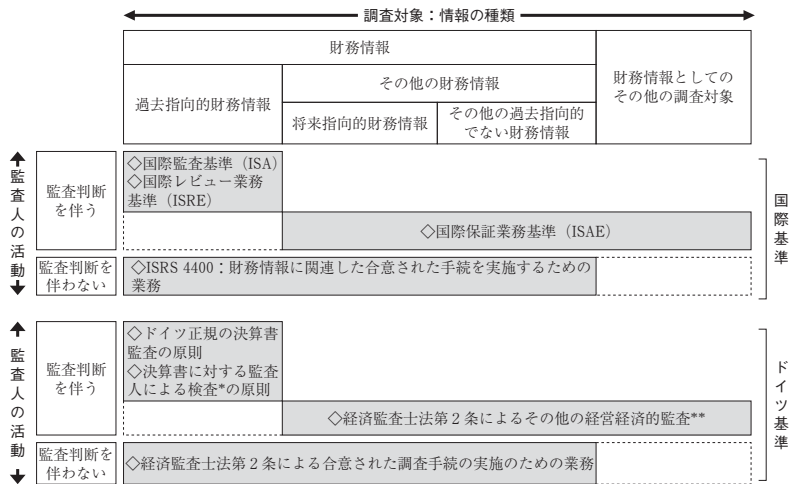 調査対象：情報の種類
財務情報
財務情報としての
その他の調査対象
過去指向的財務情報
その他の財務情報
将来指向的財務情報
その他の過去指向的
でない財務情報
監査人の活動
監査判断
を伴う
◇国際監査基準（ISA）
◇国際レビュー業務
基準（ISRE）
◇国際保証業務基準（ISAE）
監査判断を
伴わない
◇ISRS 4400：財務情報に関連した合意された手続を実施するための
業務
国際基準
監査人の活動
監査判断
を伴う
◇ドイツ正規の決算書
監査の原則
◇決算書に対する監査
人による検査*の原則
◇経済監査士法第２条によるその他の経営経済的監査**
監査判断を
伴わない
◇経済監査士法第２条による合意された調査手続の実施のための業務
ドイツ基準